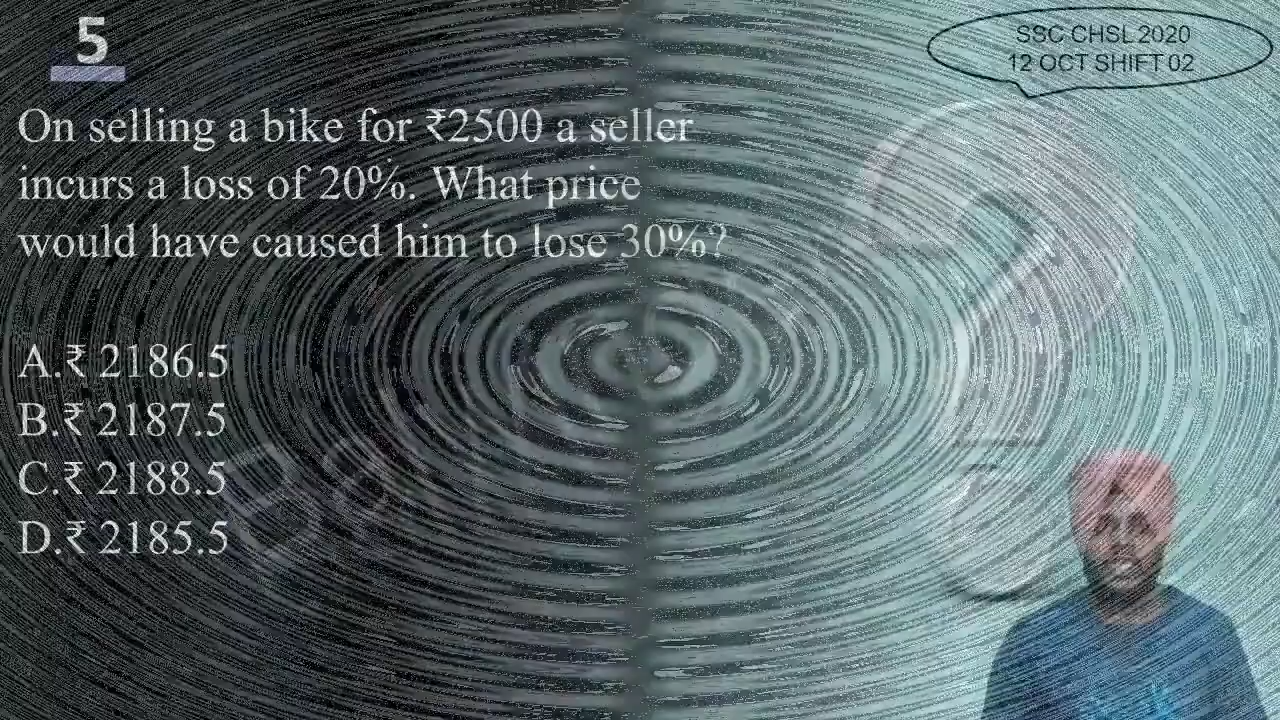 5
SSC CHSL 2020
12 OCT SHIFT 02
On selling a bike for ₹2500 a seller
incurs a loss of 20%. What price
would have caused him to lose 30%?
A.₹ 2186.5
B.₹ 2187.5
C.₹ 2188.5
D.₹ 2185.5